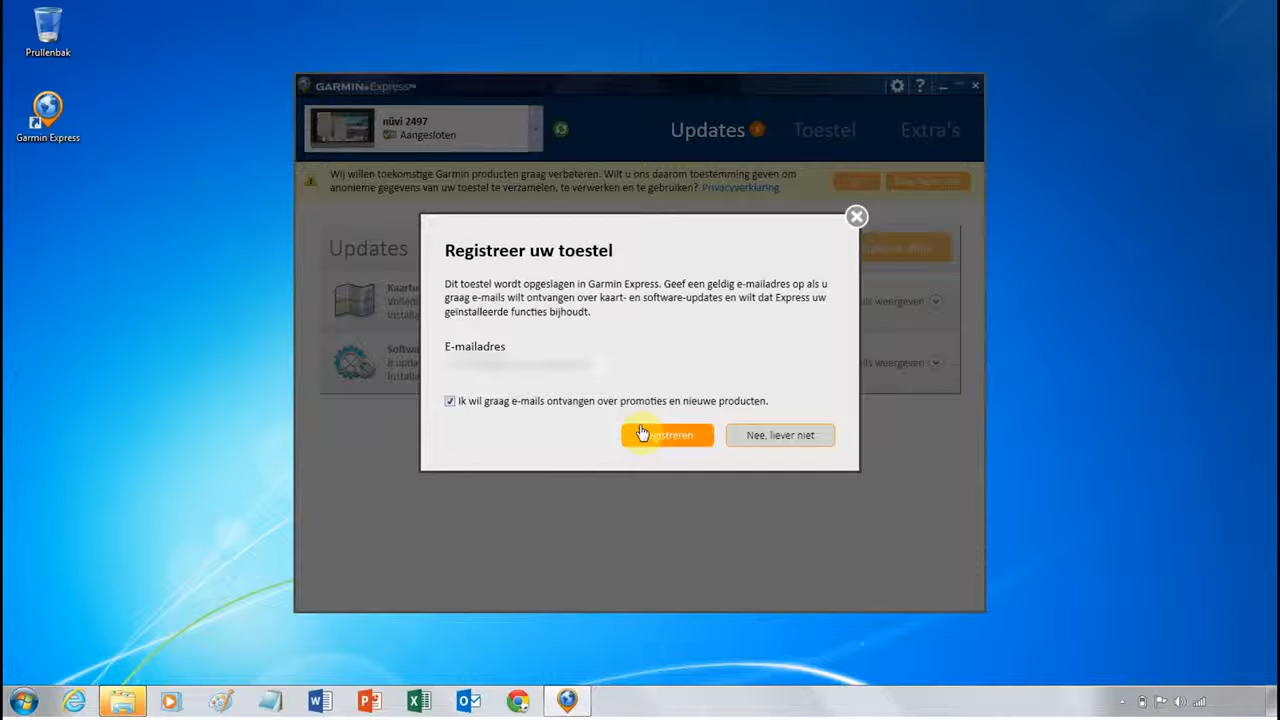 Prullenbak
Garmin Express
GARMIN Express™
nüvi 2497
Aangesloten
Updates
Toestel
Extra's
Wij willen toekomstige Garmin producten graag verbeteren. Wilt u ons daarom toestemming geven om
anonieme gegevens van uw toestel te verzamelen, te verwerken en te gebruiken? Privacyverklaring
Updates
Registreer uw toestel
Dit toestel wordt opgeslagen in Garmin Express. Geef een geldig e-mailadres op als u
graag e-mails wilt ontvangen over kaart- en software-updates en wilt dat Express uw
geïnstalleerde functies bijhoudt.
E-mailadres
Ik wil graag e-mails ontvangen over promoties en nieuwe producten.
Registreren
Nee, liever niet
weergeven
weergeven